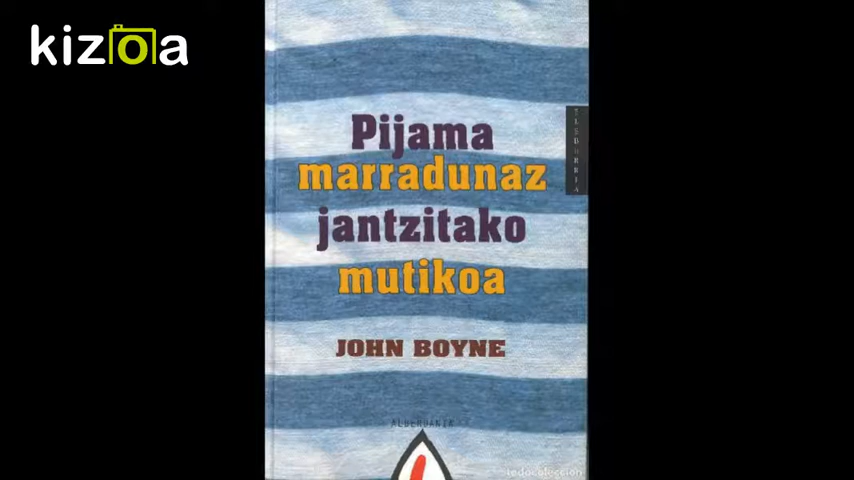 kizoa
Pijama
marradunaz
jantzitako
mutikoa
JOHN BOYNE
ALBERDANIA
todocoleccion